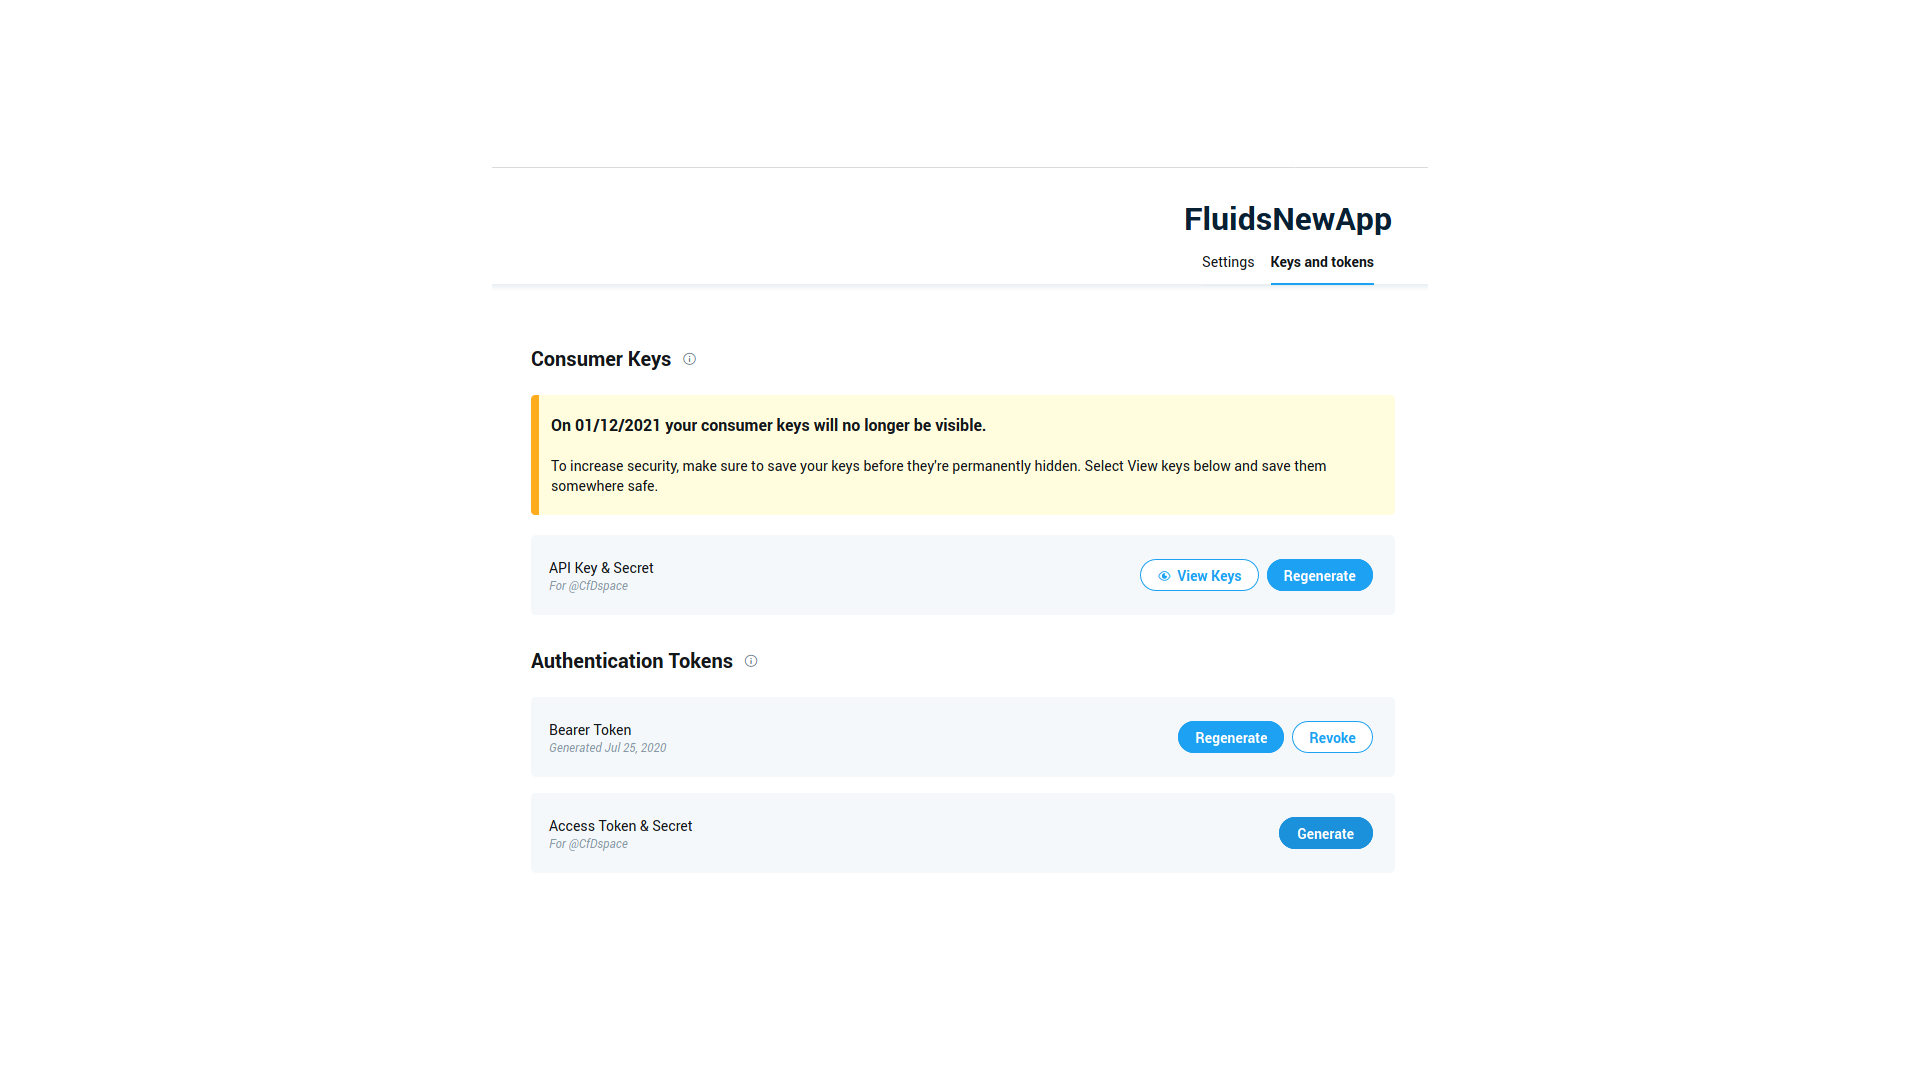 FluidsNewApp
Settings Keys and tokens
Consumer Keys
On 01/12/2021 your consumer keys will no longer be visible.
To increase security, make sure to save your keys before they're permanently hidden. Select View keys below and save them
somewhere safe.
API Key & Secret
For @CfDspace
View Keys Regenerate
Authentication Tokens
Bearer Token
Generated Jul 25, 2020
Regenerate Revoke
Access Token & Secret
For @CfDspace
Generate